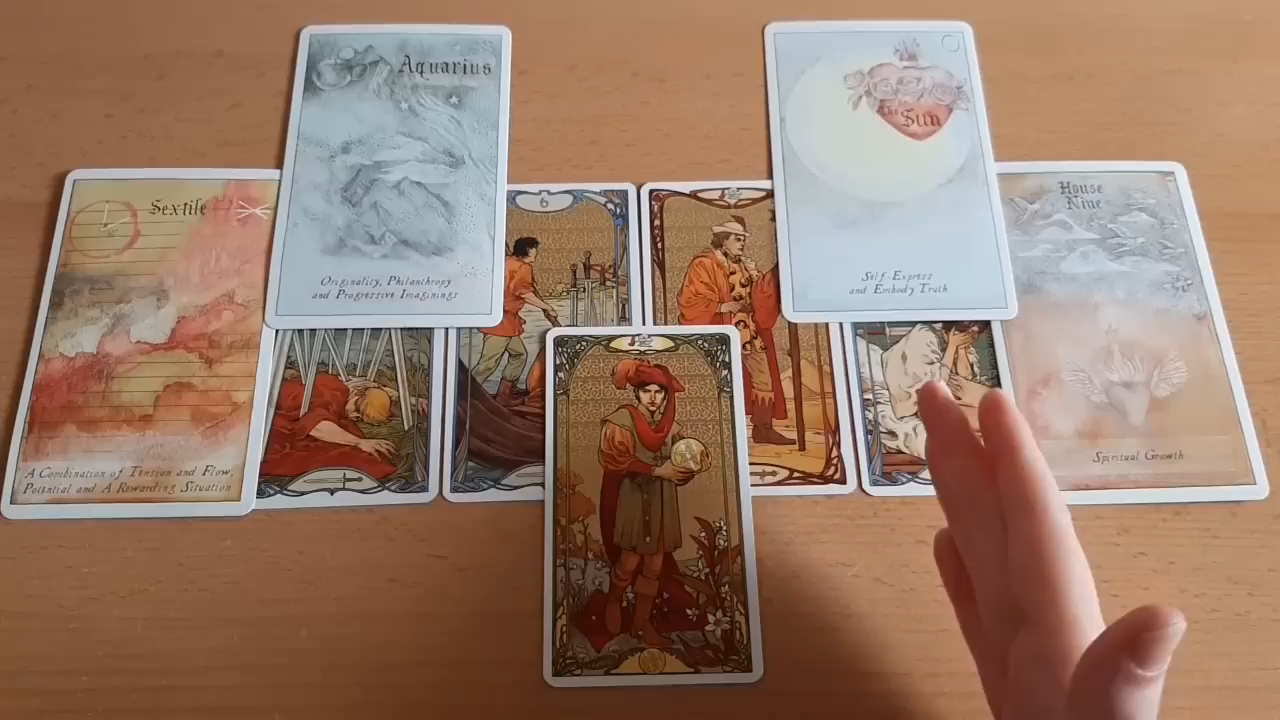 Aquarius
Originality, Philanthropy
and Progressive Imaginings
The
Sun
Self-Express
and Embody Truth
Sextile
A Combination of Tension and Flow,
Potential and A Rewarding Situation
6
House
Nine
Spiritual Growth